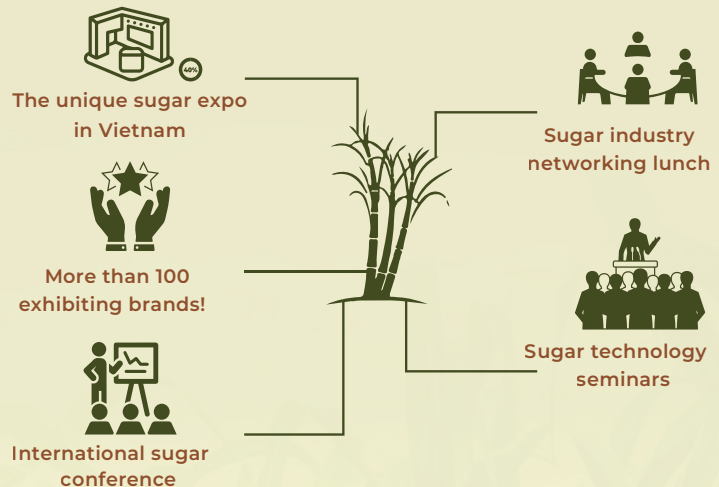 40%
The unique sugar expo
in Vietnam
More than 100
exhibiting brands!
International sugar
conference
Sugar industry
networking lunch
Sugar technology
seminars